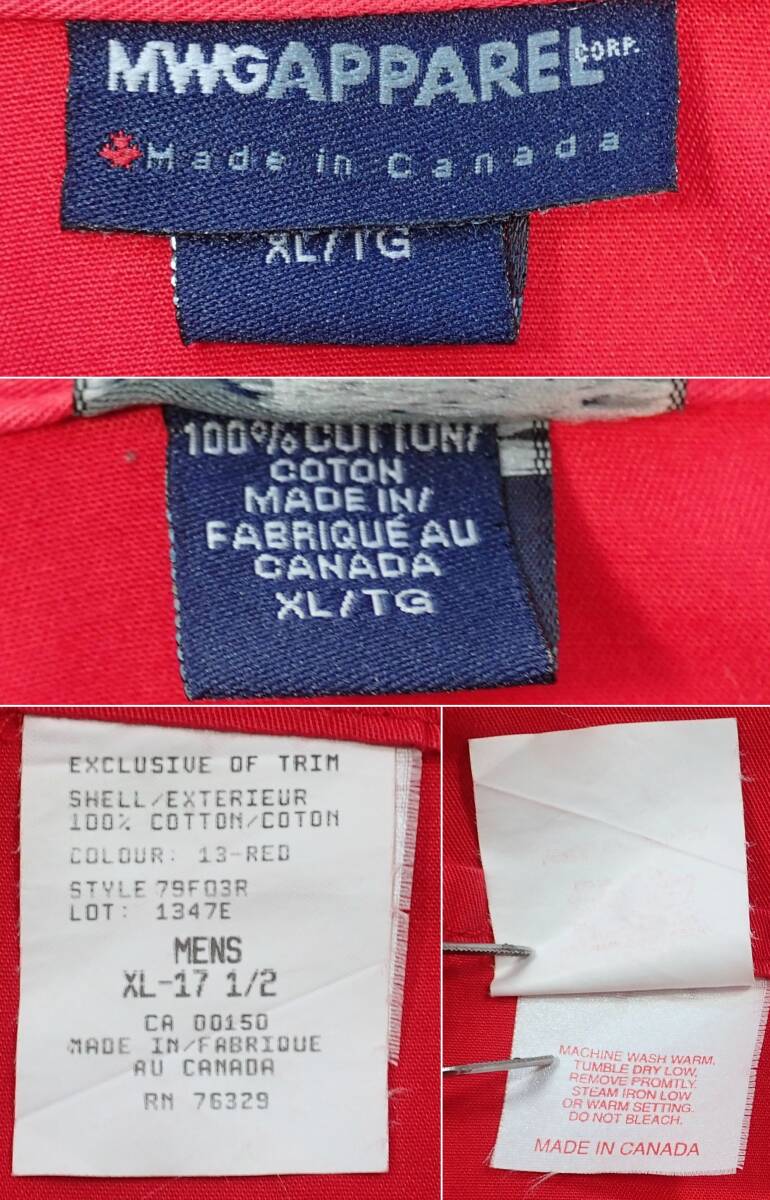 MWGAPPAREL CORP.
Made in Canada
XL/TG
100% COTTON/
COTON
MADE IN/
FABRIQUÉ AU
CANADA
XL/TG
EXCLUSIVE OF TRIM
SHELL/EXTERIEUR
100% COTTON/COTON
COLOUR: 13-RED
STYLE 79F03R
LOT: 1347E
MENS
XL-17 1/2
CA 00150
MADE IN/FABRIQUE
AU CANADA
RN 76329
MACHINE WASH WARM.
TUMBLE DRY LOW.
REMOVE PROMTLY.
STEAM IRON LOW
OR WARM SETTING.
DO NOT BLEACH.
MADE IN CANADA